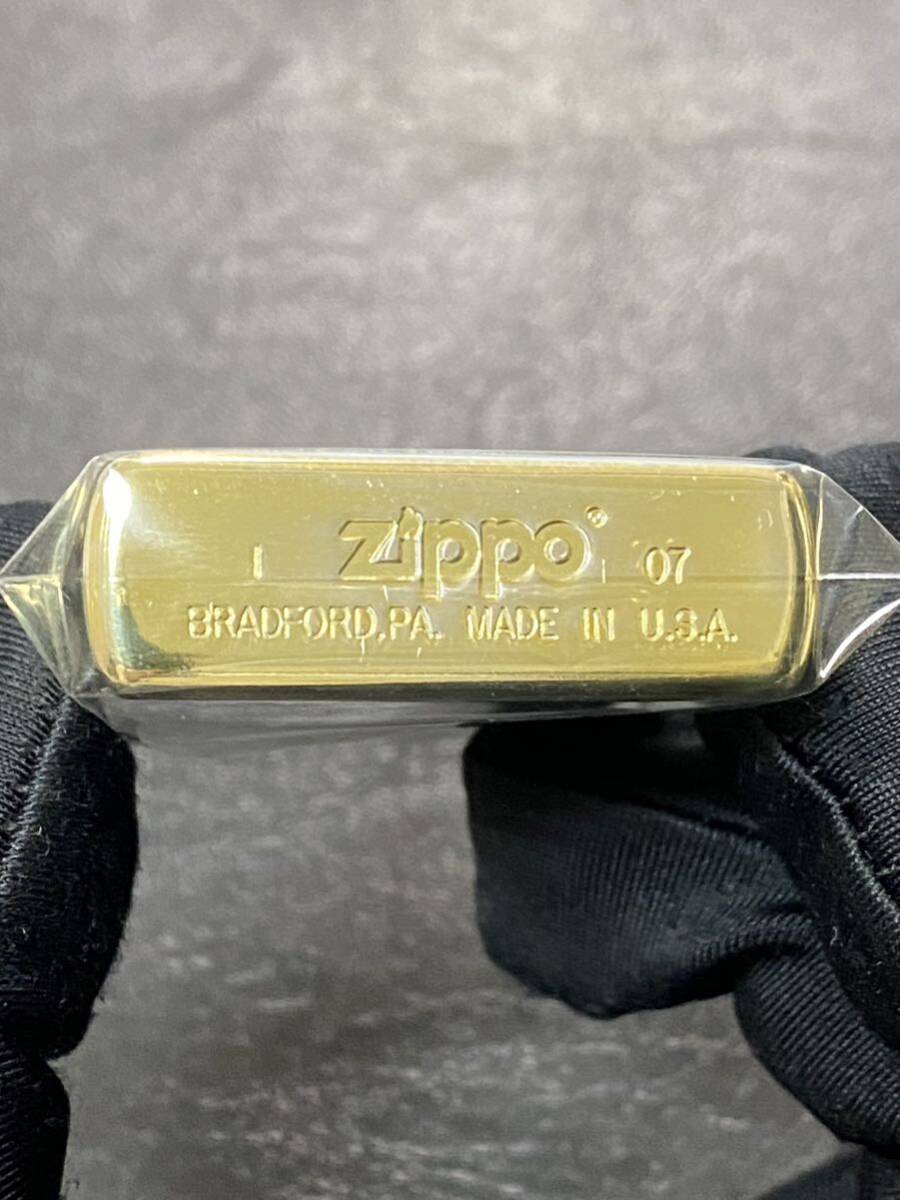 I zippo® 07
BRADFORD,PA. MADE IN U.S.A.